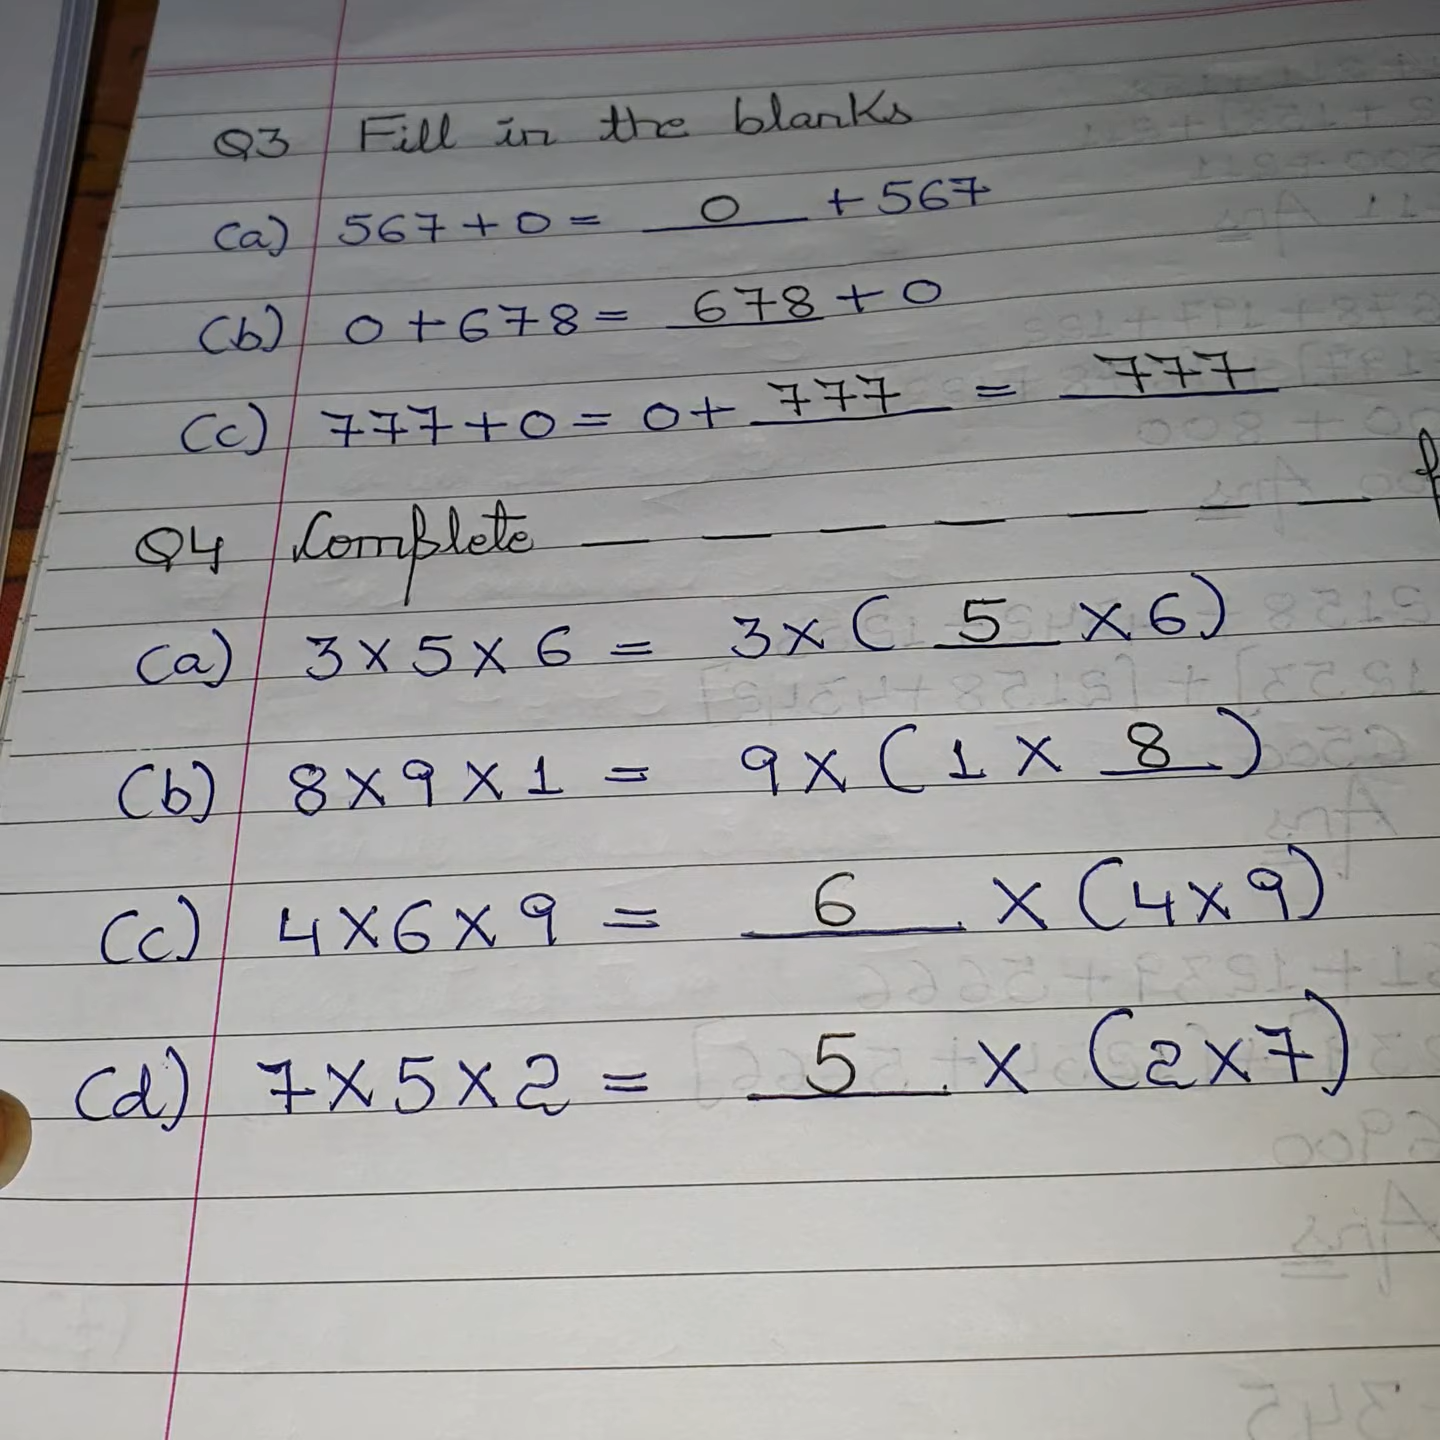 Q3 Fill in the blanks
(a) 567+0 = 0 +567
(b) 0+678 = 678 + 0
(c) 777+0 = 0+ 777 = 777
Q4 Complete — — — — — — —
(a) 3×5×6 = 3×( 5 ×6)
(b) 8×9×1 = 9×(1× 8 )
(c) 4×6×9 = 6 ×(4×9)
(d) 7×5×2 = 5 × (2×7)